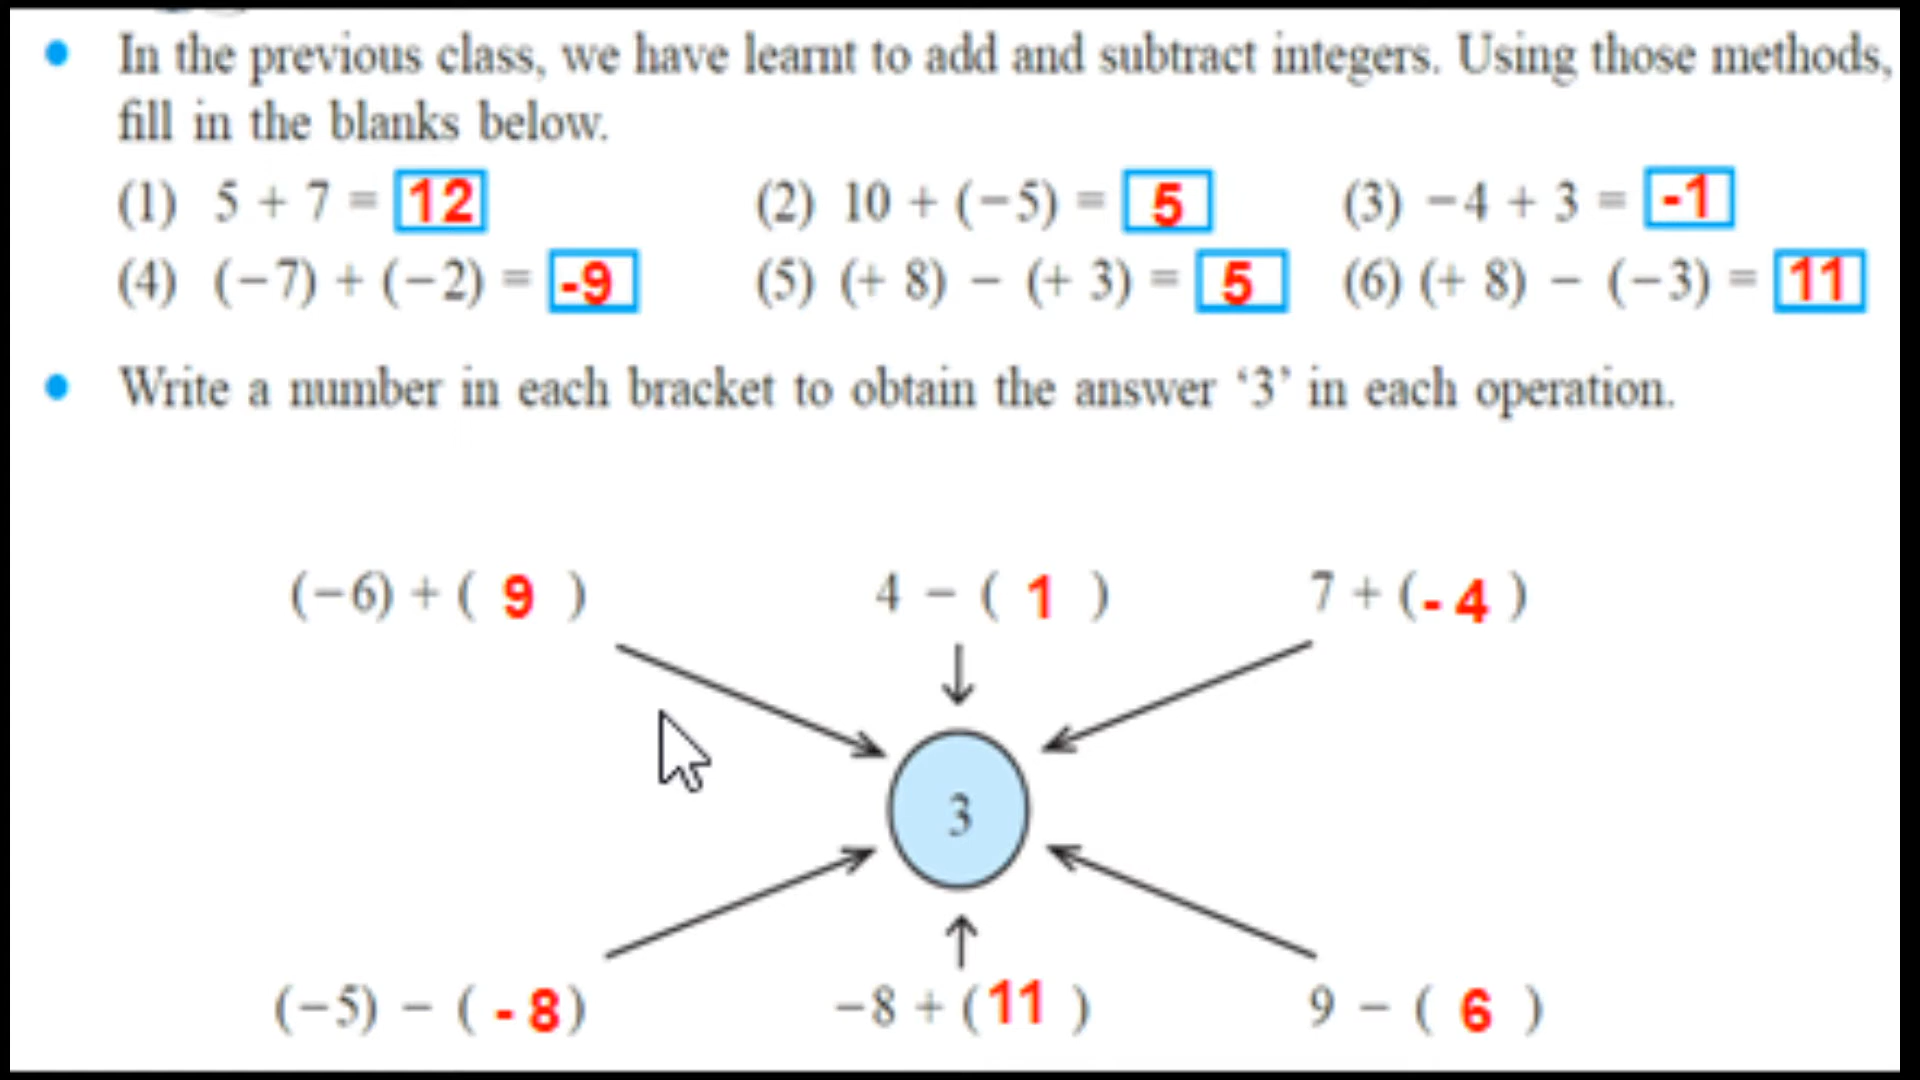 In the previous class, we have learnt to add and subtract integers. Using those methods,
fill in the blanks below.
(1) 5 + 7 = 12 (2) 10 + (−5) = 5 (3) −4 + 3 = -1
(4) (−7) + (−2) = -9 (5) (+ 8) − (+ 3) = 5 (6) (+ 8) − (−3) = 11
Write a number in each bracket to obtain the answer ‘3’ in each operation.
(−6) + ( 9 ) 4 − ( 1 ) 7 + (- 4 )
3
(−5) − ( - 8) −8 + (11 ) 9 − ( 6 )